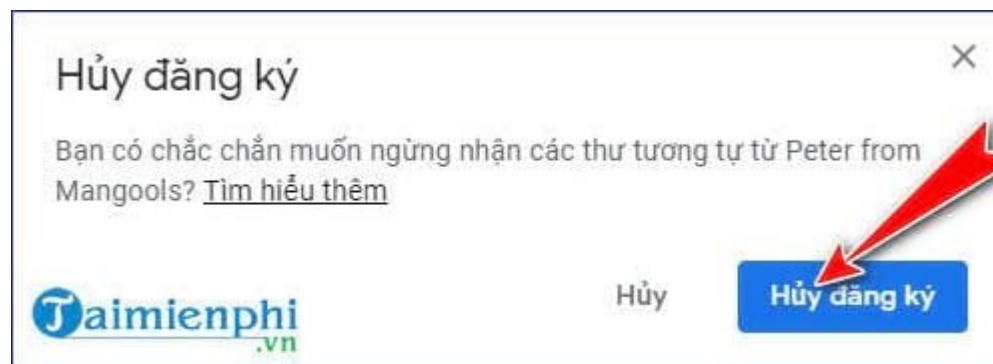 Hủy đăng ký
Bạn có chắc chắn muốn ngừng nhận các thư tương tự từ Peter from
Mangools? Tìm hiểu thêm
Hủy
Hủy đăng ký
Taimienphi
.vn